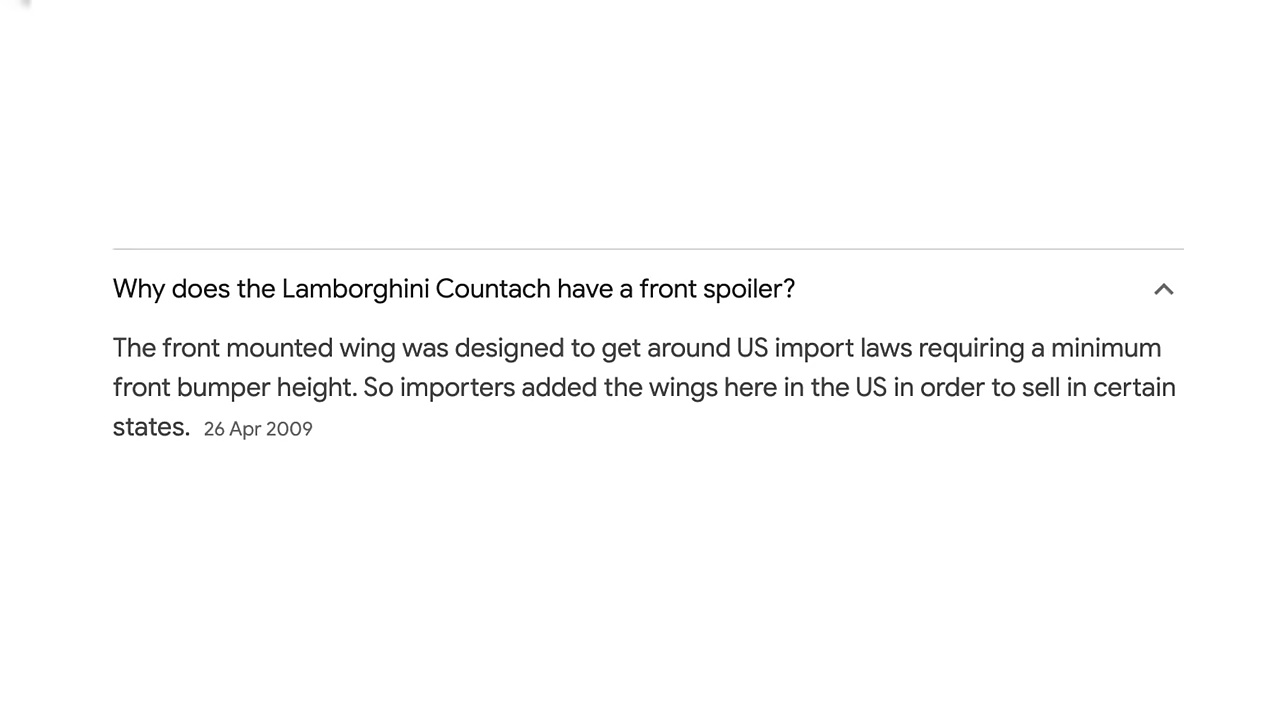 Why does the Lamborghini Countach have a front spoiler?
The front mounted wing was designed to get around US import laws requiring a minimum
front bumper height. So importers added the wings here in the US in order to sell in certain
states. 26 Apr 2009